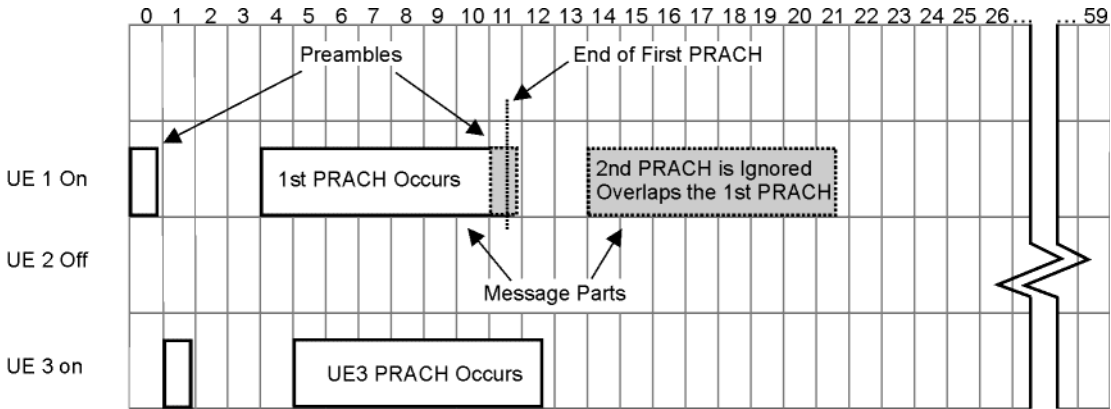 0 1 2 3 4 5 6 7 8 9 10 11 12 13 14 15 16 17 18 19 20 21 22 23 24 25 26... ... 59
Preambles
End of First PRACH
UE 1 On
1st PRACH Occurs
2nd PRACH is Ignored
Overlaps the 1st PRACH
UE 2 Off
Message Parts
UE 3 on
UE3 PRACH Occurs